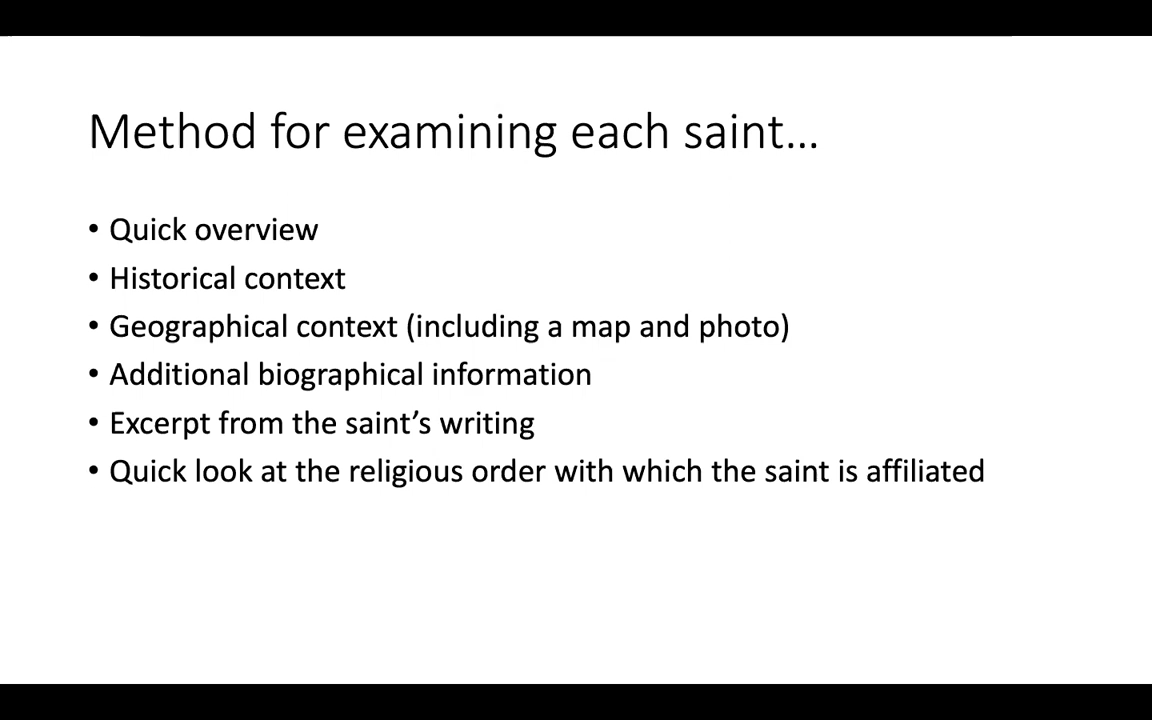 Method for examining each saint...
• Quick overview
• Historical context
• Geographical context (including a map and photo)
• Additional biographical information
• Excerpt from the saint’s writing
• Quick look at the religious order with which the saint is affiliated